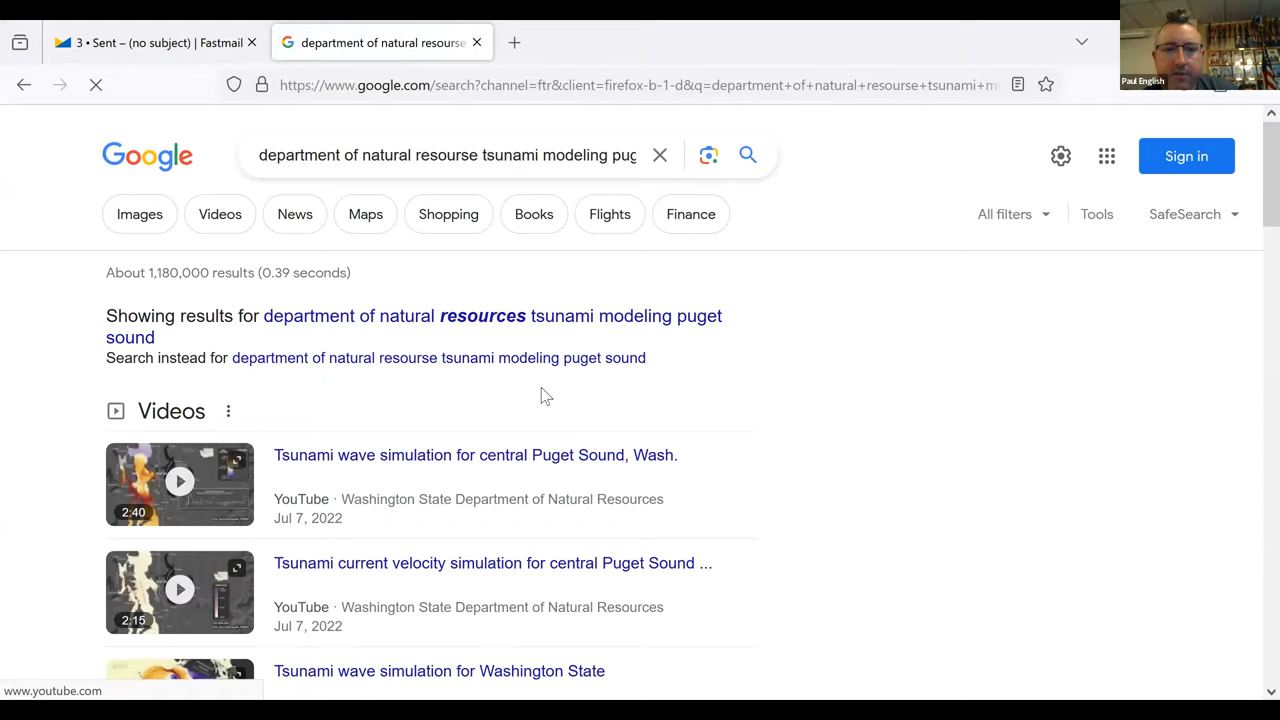 3 • Sent – (no subject) | Fastmail
department of natural resourse
Paul English
https://www.google.com/search?channel=ftr&client=firefox-b-1-d&q=department+of+natural+resourse+tsunami+m
Google
department of natural resourse tsunami modeling pug
Sign in
Images
Videos
News
Maps
Shopping
Books
Flights
Finance
All filters
Tools
SafeSearch
About 1,180,000 results (0.39 seconds)
Showing results for department of natural resources tsunami modeling puget
sound
Search instead for department of natural resourse tsunami modeling puget sound
Videos
Tsunami wave simulation for central Puget Sound, Wash.
YouTube · Washington State Department of Natural Resources
2:40
Jul 7, 2022
Tsunami current velocity simulation for central Puget Sound ...
YouTube · Washington State Department of Natural Resources
2:15
Jul 7, 2022
Tsunami wave simulation for Washington State
www.youtube.com